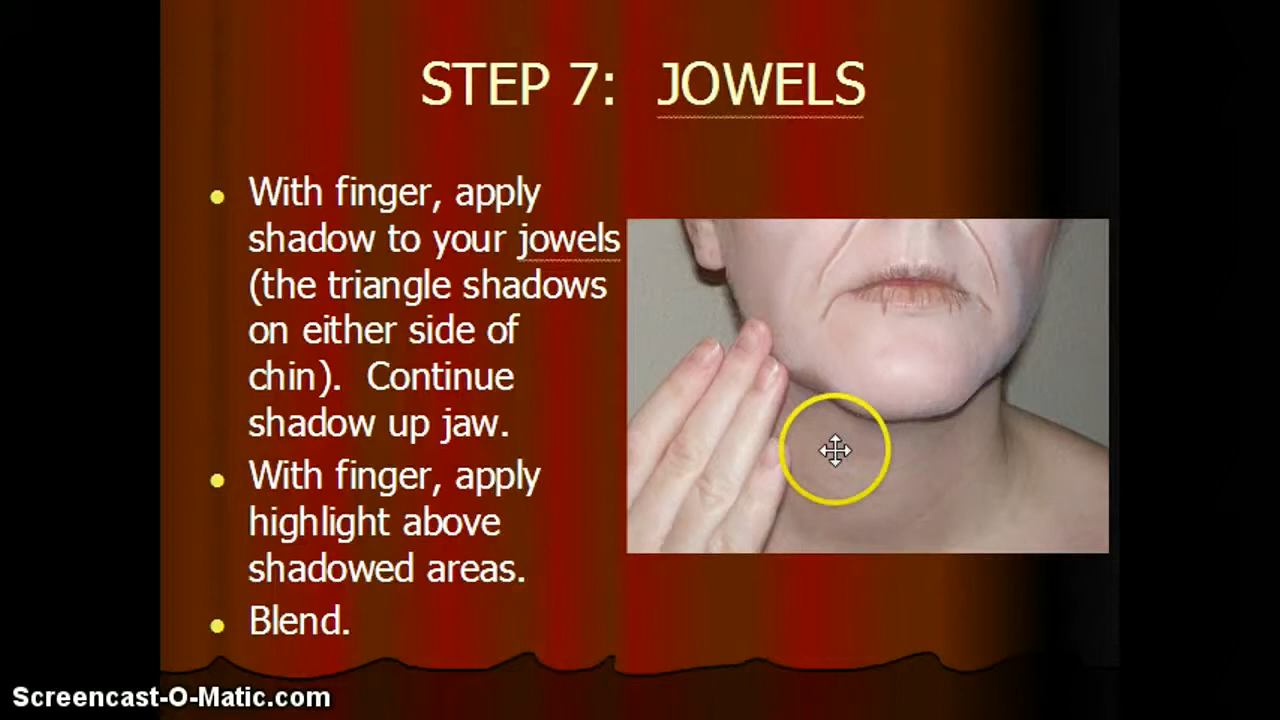 STEP 7: JOWELS
With finger, apply
shadow to your jowels
(the triangle shadows
on either side of
chin). Continue
shadow up jaw.
With finger, apply
highlight above
shadowed areas.
Blend.
Screencast-O-Matic.com